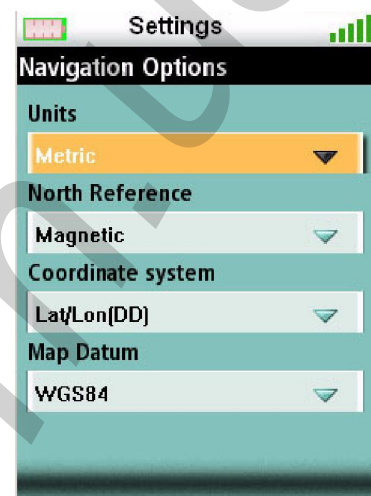 Settings
Navigation Options
Units
Metric
North Reference
Magnetic
Coordinate system
Lat/Lon(DD)
Map Datum
WGS84